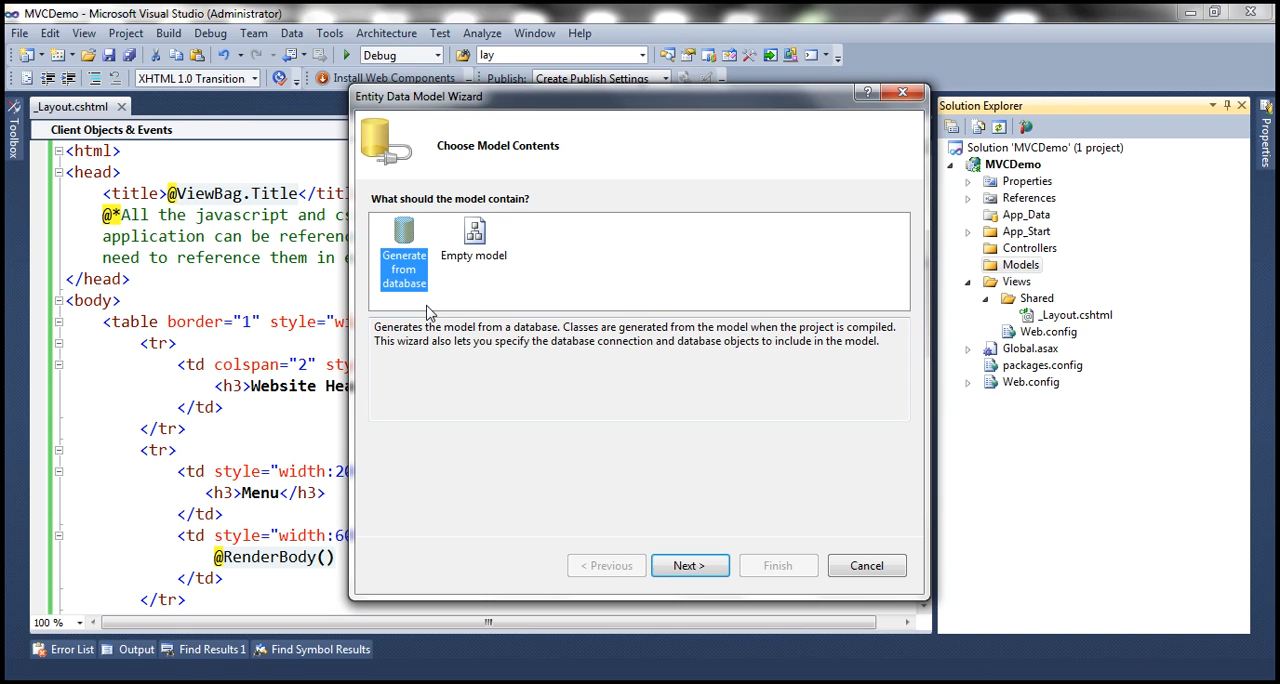 MVCDemo - Microsoft Visual Studio (Administrator)
File Edit View Project Build Debug Team Data Tools Architecture Test Analyze Window Help
Debug lay
XHTML 1.0 Transition Install Web Components Publish: Create Publish Settings
Toolbox
_Layout.cshtml
Client Objects & Events
<html>
<head>
<title>@ViewBag.Title</titl
@*All the javascript and cs
application can be referenc
need to reference them in e
</head>
<body>
<table border="1" style="wi
<tr>
<td colspan="2" sty
<h3>Website Hea
</td>
</tr>
<tr>
<td style="width:20
<h3>Menu</h3>
</td>
<td style="width:60
@RenderBody()
</td>
</tr>
100 %
Entity Data Model Wizard
Choose Model Contents
What should the model contain?
Generate
from
database
Empty model
Generates the model from a database. Classes are generated from the model when the project is compiled.
This wizard also lets you specify the database connection and database objects to include in the model.
< Previous Next > Finish Cancel
Solution Explorer
Solution 'MVCDemo' (1 project)
MVCDemo
Properties
References
App_Data
App_Start
Controllers
Models
Views
Shared
_Layout.cshtml
Web.config
Global.asax
packages.config
Web.config
Properties
Error List Output Find Results 1 Find Symbol Results